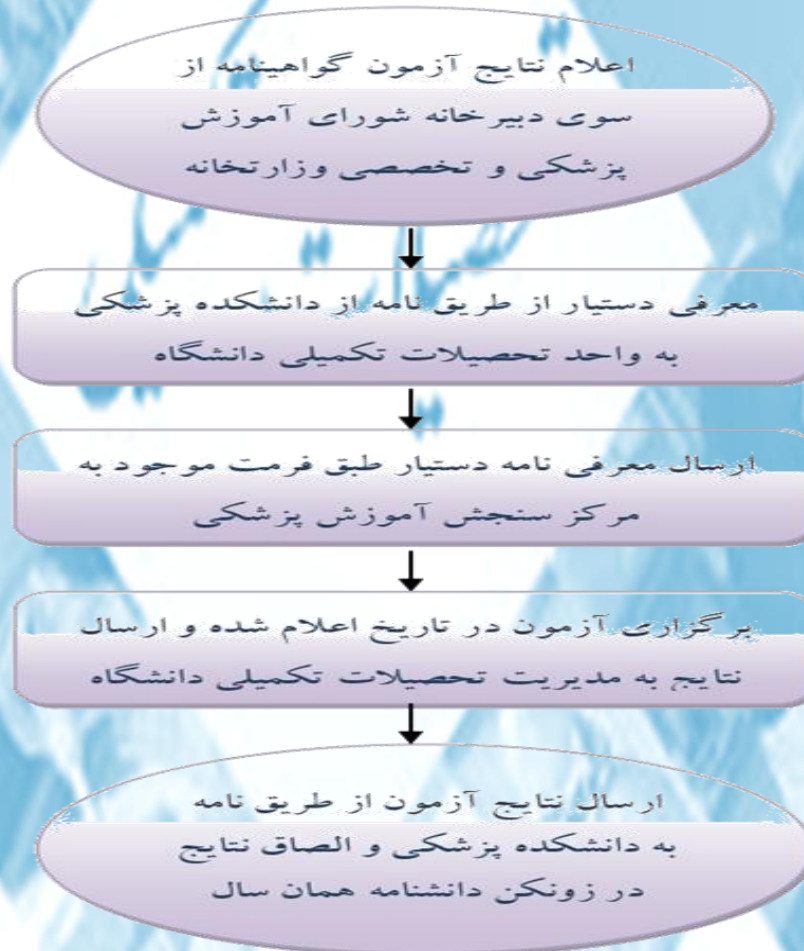 اعلام نتایج آزمون گواهینامه از
سوی دبیرخانه شورای آموزش
پزشکی و تخصصی وزارتخانه
معرفی دستیار از طریق نامه از دانشکده پزشکی
به واحد تحصیلات تکمیلی دانشگاه
ارسال معرفی نامه دستیار طبق فرمت موجود به
مرکز سنجش آموزش پزشکی
برگزاری آزمون در تاریخ اعلام شده و ارسال
نتایج به مدیریت تحصیلات تکمیلی دانشگاه
ارسال نتایج آزمون از طریق نامه
به دانشکده پزشکی و الصاق نتایج
در زونکن دانشنامه همان سال